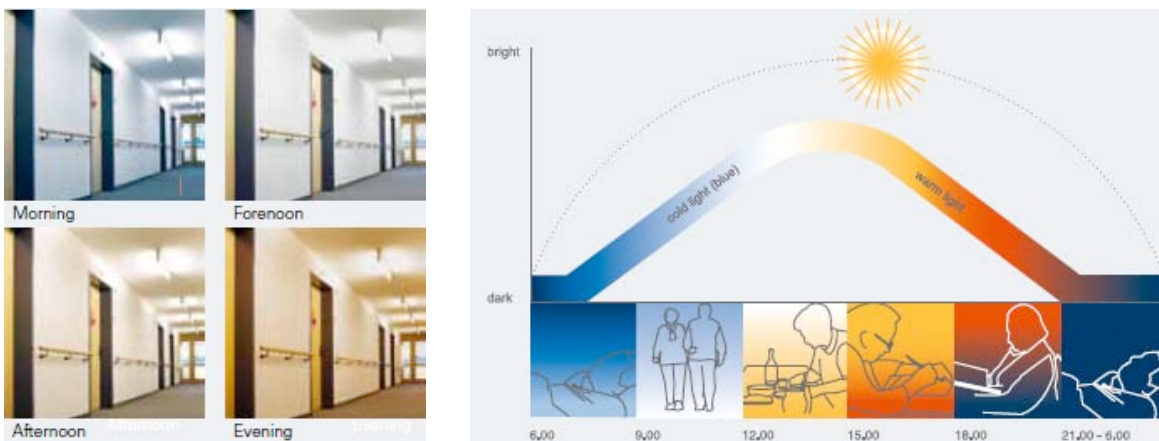 Morning
Forenoon
Afternoon
Afternoon
Evening
Evening
bright
cold light (blue)
warm light
dark
6.00
9.00
12.00
15.00
18.00
21.00 – 6.00